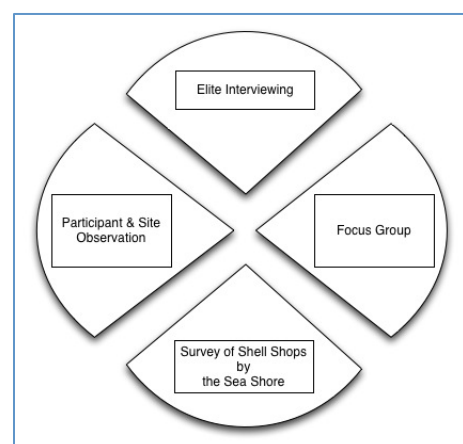 Elite Interviewing
Participant & Site
Observation
Focus Group
Survey of Shell Shops
by
the Sea Shore